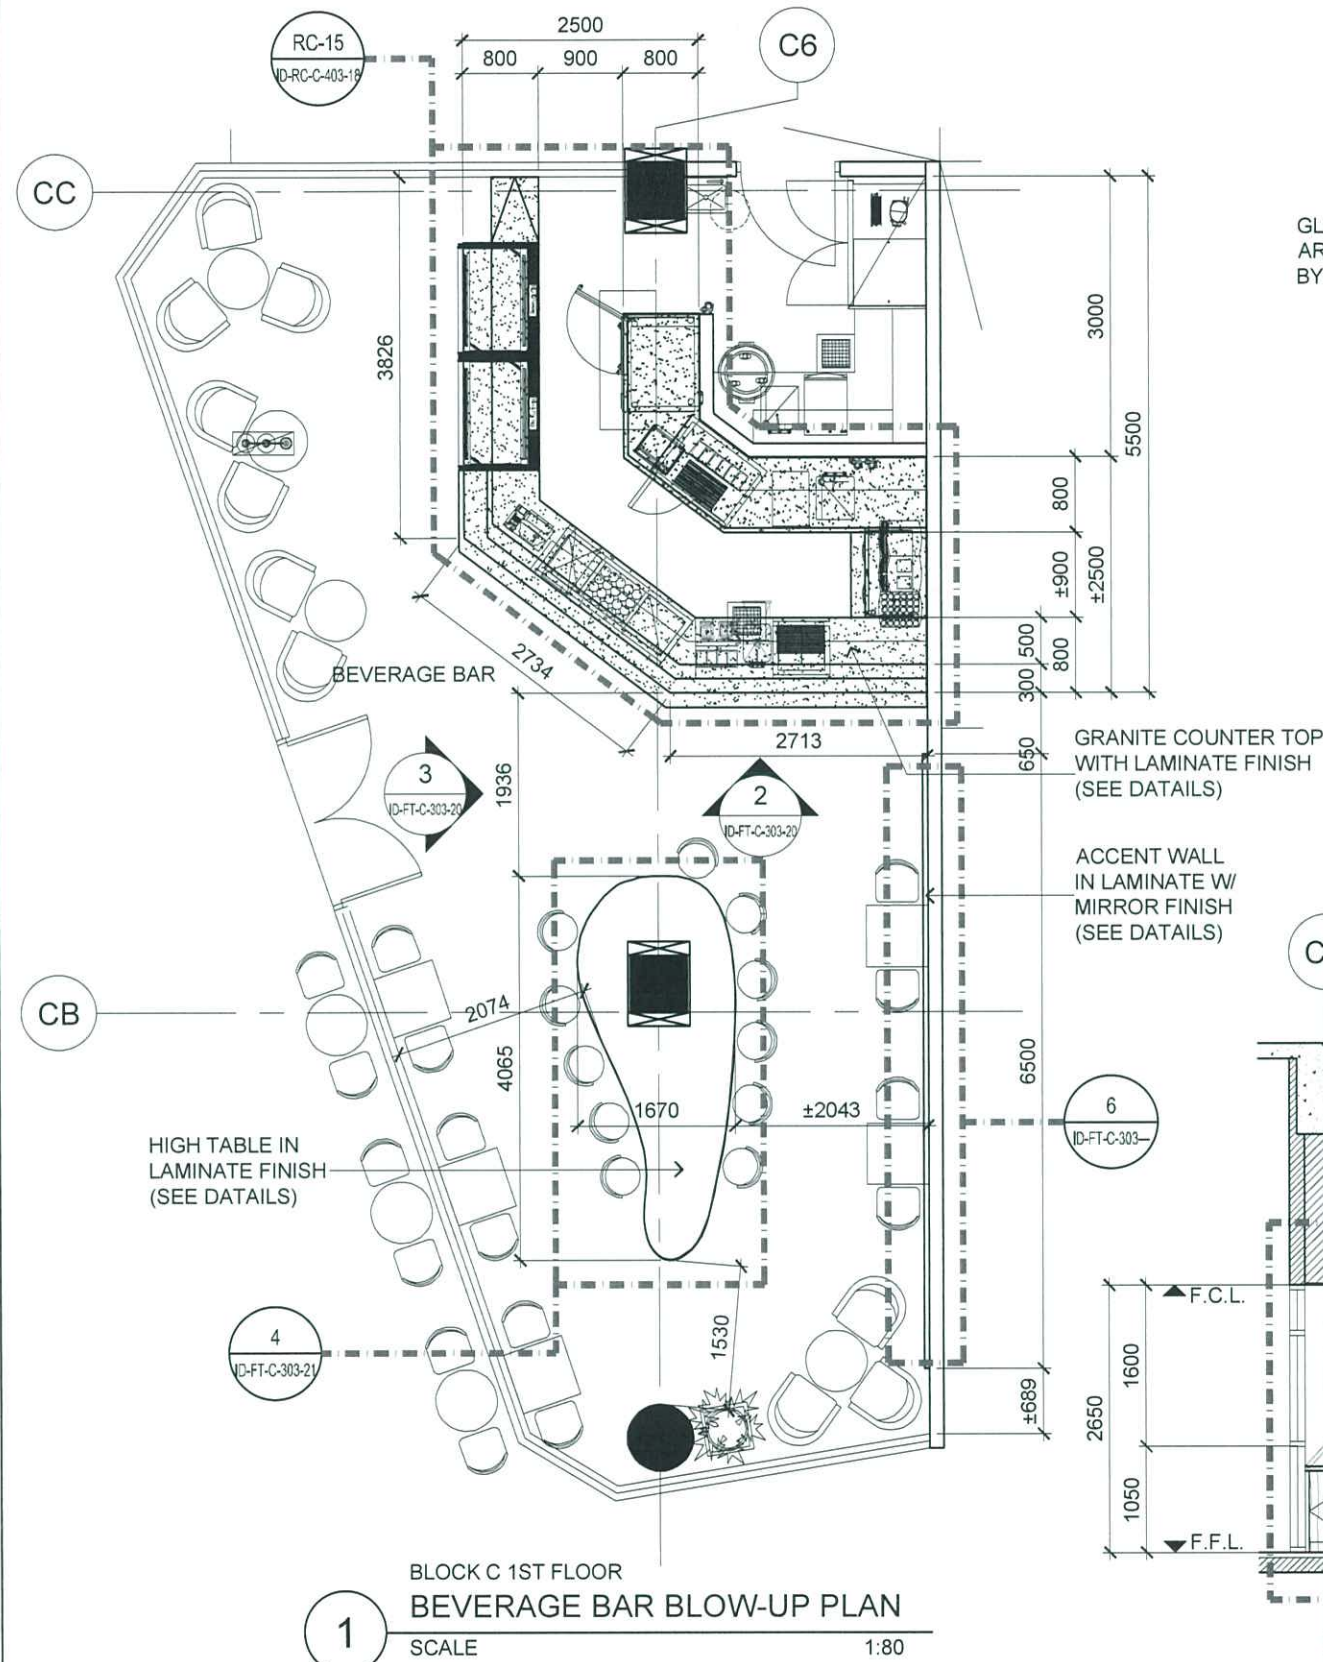 RC-15
ID-RC-C-403-18
2500
800 900 800
C6
CC
GL
AR
BY
3826
3000
5500
800
±900
±2500
500
800
300
650
BEVERAGE BAR
2734
2713
1936
3
ID-FT-C-303-20
2
ID-FT-C-303-20
GRANITE COUNTER TOP
WITH LAMINATE FINISH
(SEE DATAILS)
ACCENT WALL
IN LAMINATE W/
MIRROR FINISH
(SEE DATAILS)
C
CB
2074
4065
1670
±2043
6500
6
ID-FT-C-303—
HIGH TABLE IN
LAMINATE FINISH
(SEE DATAILS)
4
ID-FT-C-303-21
1530
±689
F.C.L.
2650
1600
1050
F.F.L.
BLOCK C 1ST FLOOR
1
BEVERAGE BAR BLOW-UP PLAN
SCALE 1:80